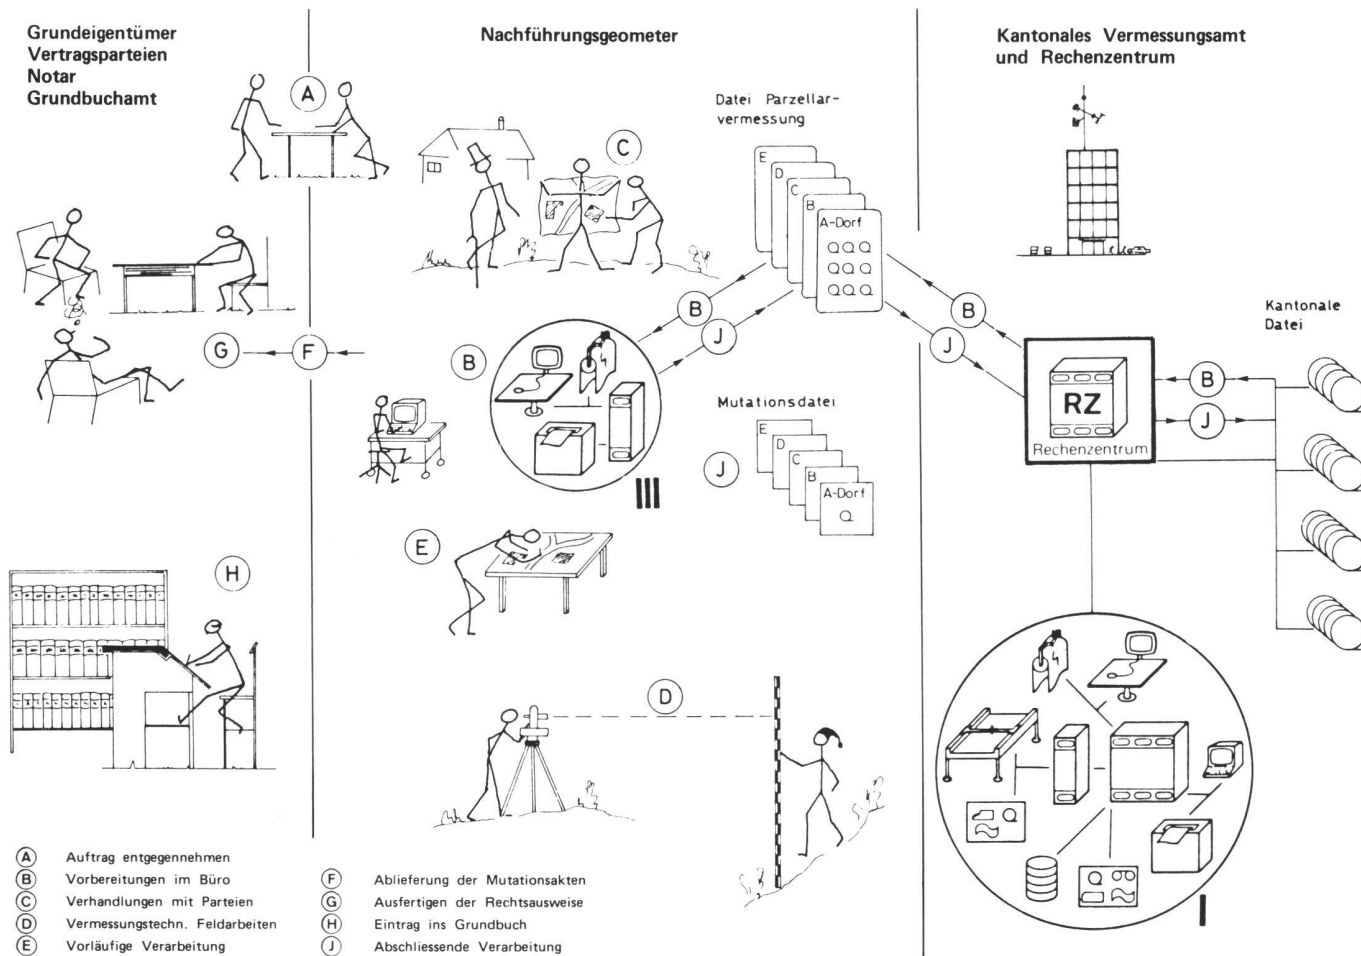 Grundeigentümer
Vertragsparteien
Notar
Grundbuchamt
Nachführungsgeometer
Kantonales Vermessungsamt
und Rechenzentrum
A
C
Datei Parzellar-
vermessung
E
D
C
B
A-Dorf
B
J
B
J
Kantonale
Datei
G
F
B
B
J
RZ
Rechenzentrum
Mutationsdatei
E
D
C
B
A-Dorf
J
III
E
H
D
I
A Auftrag entgegennehmen
B Vorbereitungen im Büro
C Verhandlungen mit Parteien
D Vermessungstechn. Feldarbeiten
E Vorläufige Verarbeitung
F Ablieferung der Mutationsakten
G Ausfertigen der Rechtsausweise
H Eintrag ins Grundbuch
J Abschliessende Verarbeitung